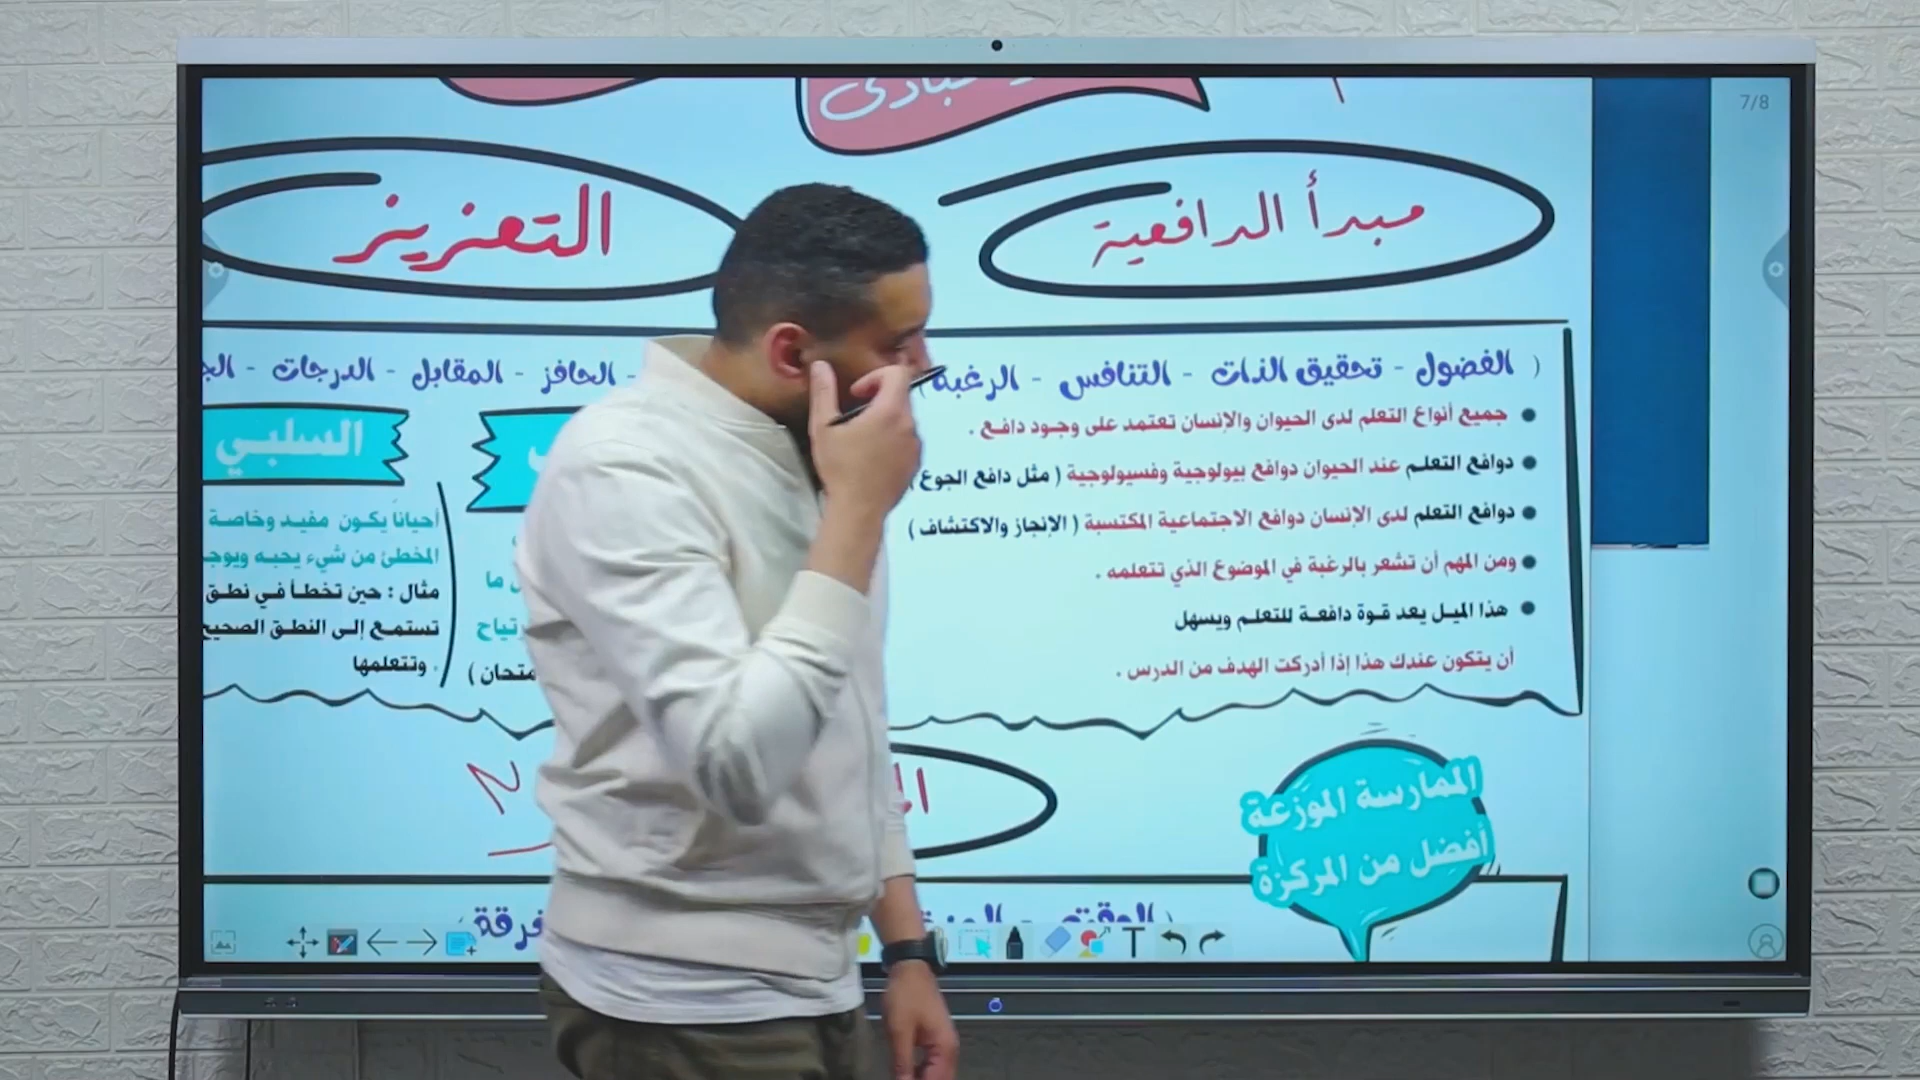 7/8
مبدأ الدافعية
التعزيز
( الفضول - تحقيق الذات - التنافس - الرغبة )
جميع أنواع التعلم لدى الحيوان والإنسان تعتمد على وجود دافع .
دوافع التعلم عند الحيوان دوافع بيولوجية وفسيولوجية ( مثل دافع الجوع )
دوافع التعلم لدى الإنسان دوافع الاجتماعية المكتسبة ( الإنجاز والاكتشاف )
ومن المهم أن تشعر بالرغبة في الموضوع الذي تتعلمه .
هذا الميل يعد قوة دافعة للتعلم ويسهل
أن يتكون عندك هذا إذا أدركت الهدف من الدرس .
- الحافز - المقابل - الدرجات -
السلبي
ل ما
رتياح
متحان )
أحياناً يكون مفيد وخاصة
المخطئ من شيء يحبه ويوجـ
مثال : حين تخطأ في نطق
تستمع إلى النطق الصحيح
وتتعلمها .
الممارسة الموزعة
أفضل من المركزة
T